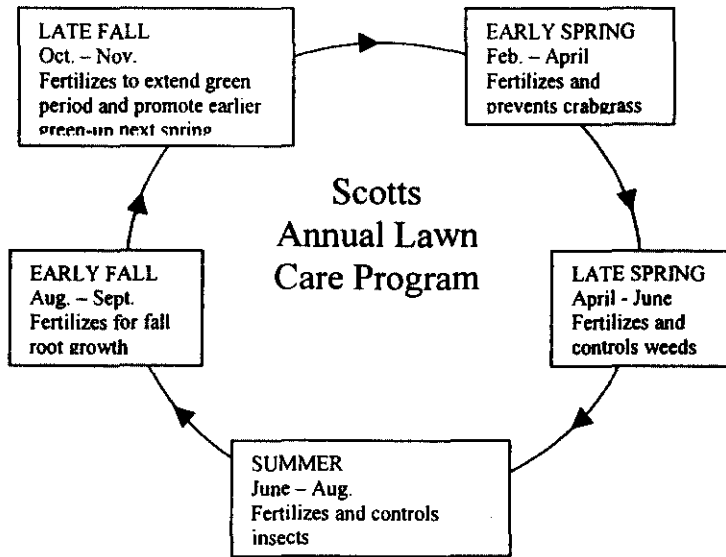 LATE FALL
Oct. – Nov.
Fertilizes to extend green
period and promote earlier
green-up next spring
EARLY SPRING
Feb. – April
Fertilizes and
prevents crabgrass
Scotts
Annual Lawn
Care Program
EARLY FALL
Aug. – Sept.
Fertilizes for fall
root growth
LATE SPRING
April - June
Fertilizes and
controls weeds
SUMMER
June – Aug.
Fertilizes and controls
insects